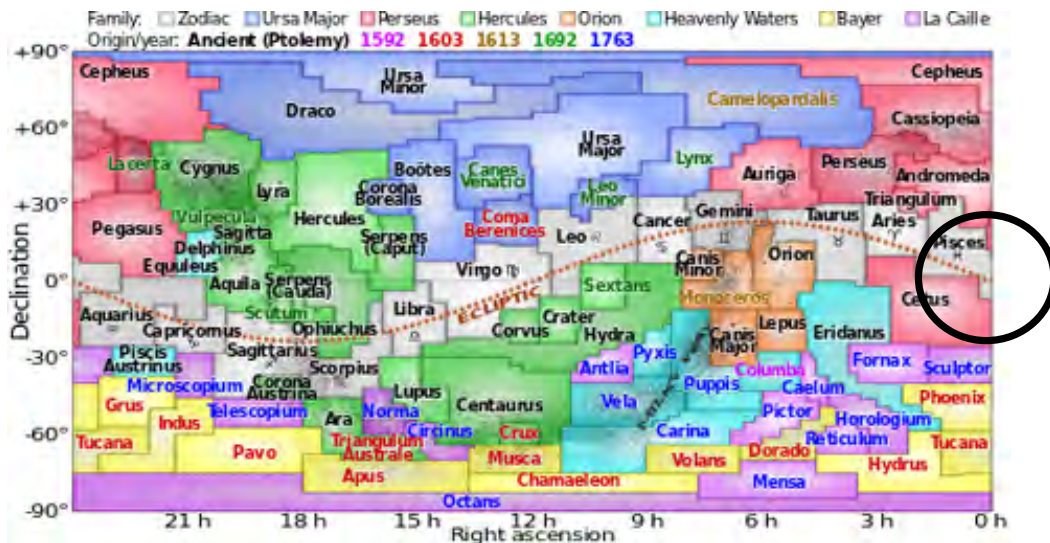 Family: Zodiac Ursa Major Perseus Hercules Orion Heavenly Waters Bayer La Caille
Origin/year: Ancient (Ptolemy) 1592 1603 1613 1692 1763
+90°
Cepheus Ursa Minor Cepheus
Draco Camelopardalis
Cassiopeia
+60°
Lacerta Cygnus Boötes Canes Venatici Ursa Major Lynx Auriga Perseus
Andromeda
Lyra Corona Borealis Leo Minor Triangulum
+30°
Vulpecula Hercules Coma Berenices Cancer Gemini Taurus Aries
Pegasus Sagitta Serpens (Caput) Leo Pisces
Delphinus Virgo Canis Minor Orion
Equuleus
0°
Aquila Serpens (Cauda) Sextans Monoceros Cetus
Aquarius Scutum Libra ECLIPTIC Crater
Capricornus Ophiuchus Corvus Hydra Canis Major Lepus Eridanus
-30°
Piscis Austrinus Sagittarius Scorpius Antlia Pyxis Columba Fornax Sculptor
Microscopium Corona Austrina Lupus Puppis Caelum
Grus Telescopium Ara Norma Centaurus Vela Pictor Horologium Phoenix
Indus Circinus Crux Carina Reticulum
-60°
Tucana Pavo Triangulum Australe Musca Volans Dorado Tucana
Apus Chamaeleon Mensa Hydrus
Octans
-90°
21 h 18 h 15 h 12 h 9 h 6 h 3 h 0 h
Right ascension
Declination